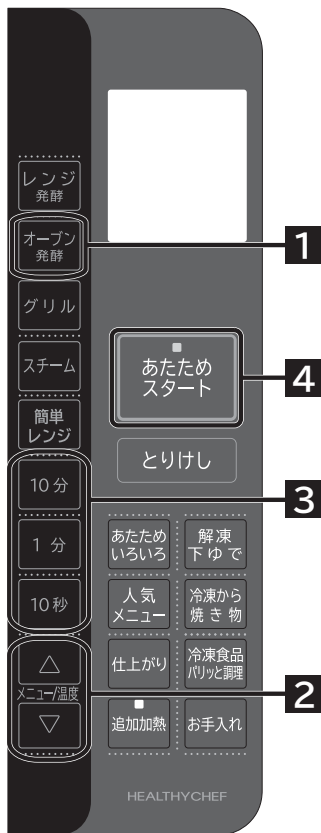 レンジ
発酵
オーブン
発酵
1
グリル
スチーム
あたため
スタート
4
簡単
レンジ
とりけし
10分
3
1分
10秒
あたため
いろいろ
解凍
下ゆで
人気
メニュー
冷凍から
焼き物
△
メニュー/温度
▽
2
仕上がり
冷凍食品
パリッと調理
追加加熱
お手入れ
HEALTHYCHEF